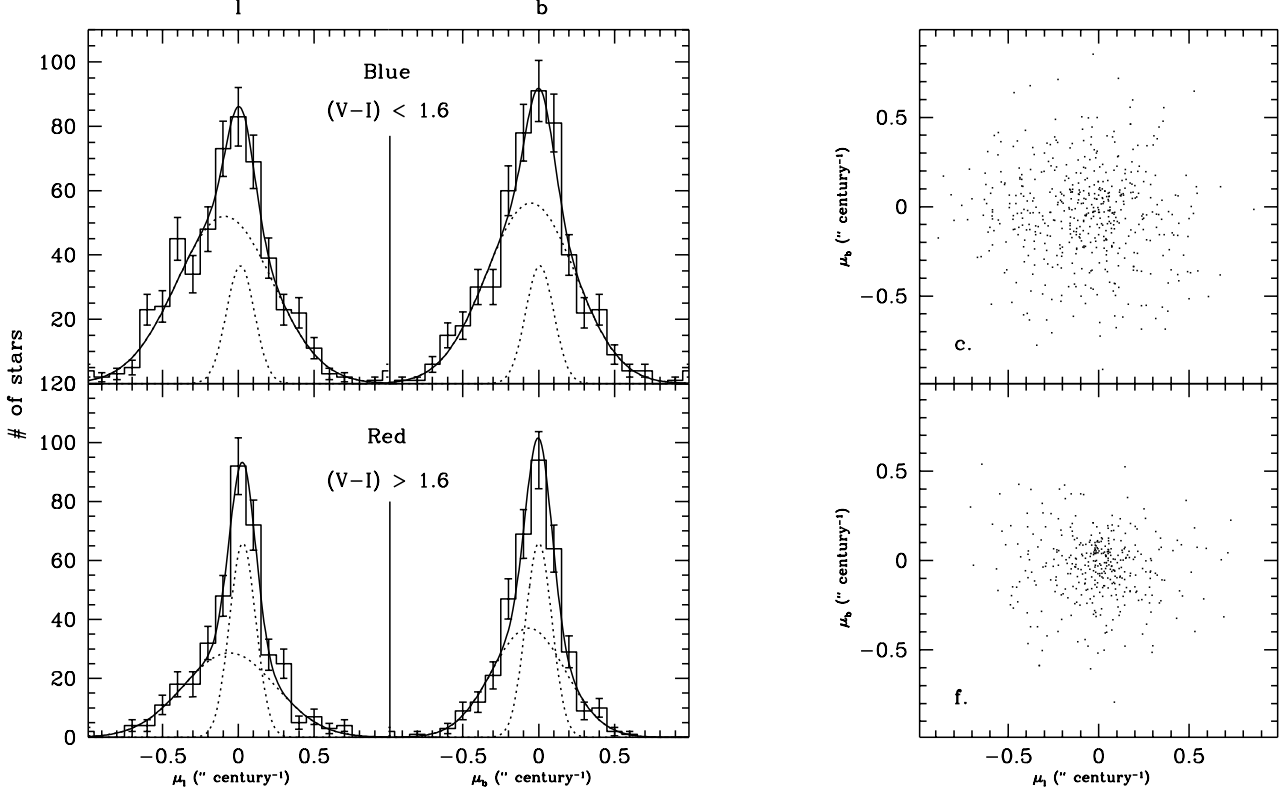 l b
100
80
60
40
20
120
100
80
60
40
20
0
# of stars
Blue
(V−I) < 1.6
Red
(V−I) > 1.6
−0.5 0 0.5 −0.5 0 0.5
μl (″ century⁻¹) μb (″ century⁻¹)
0.5
0
−0.5
μb (″ century⁻¹)
c.
0.5
0
−0.5
μb (″ century⁻¹)
f.
−0.5 0 0.5
μl (″ century⁻¹)